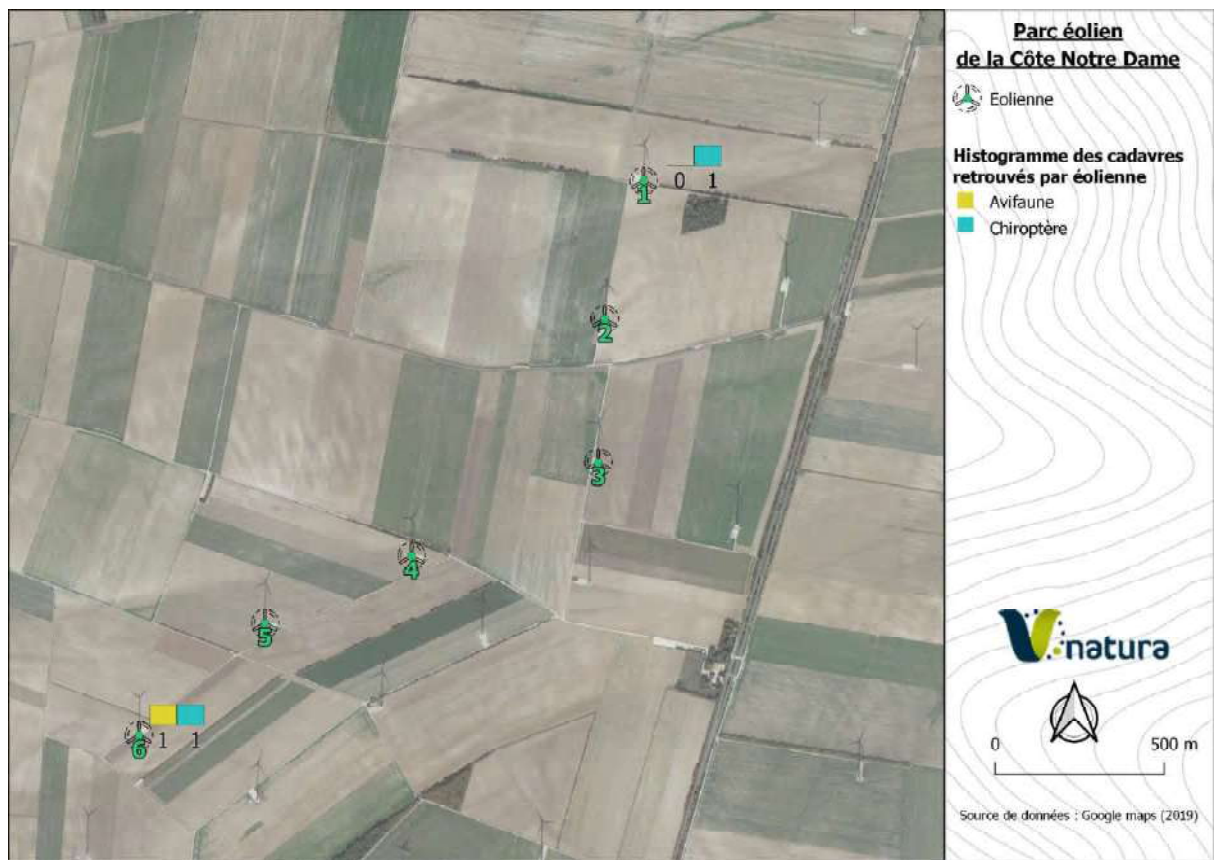 Parc éolien
de la Côte Notre Dame
Eolienne
Histogramme des cadavres
retrouvés par éolienne
Avifaune
Chiroptère
0 1
1
2
3
4
5
1 1
6
natura
0 500 m
Source de données : Google maps (2019)